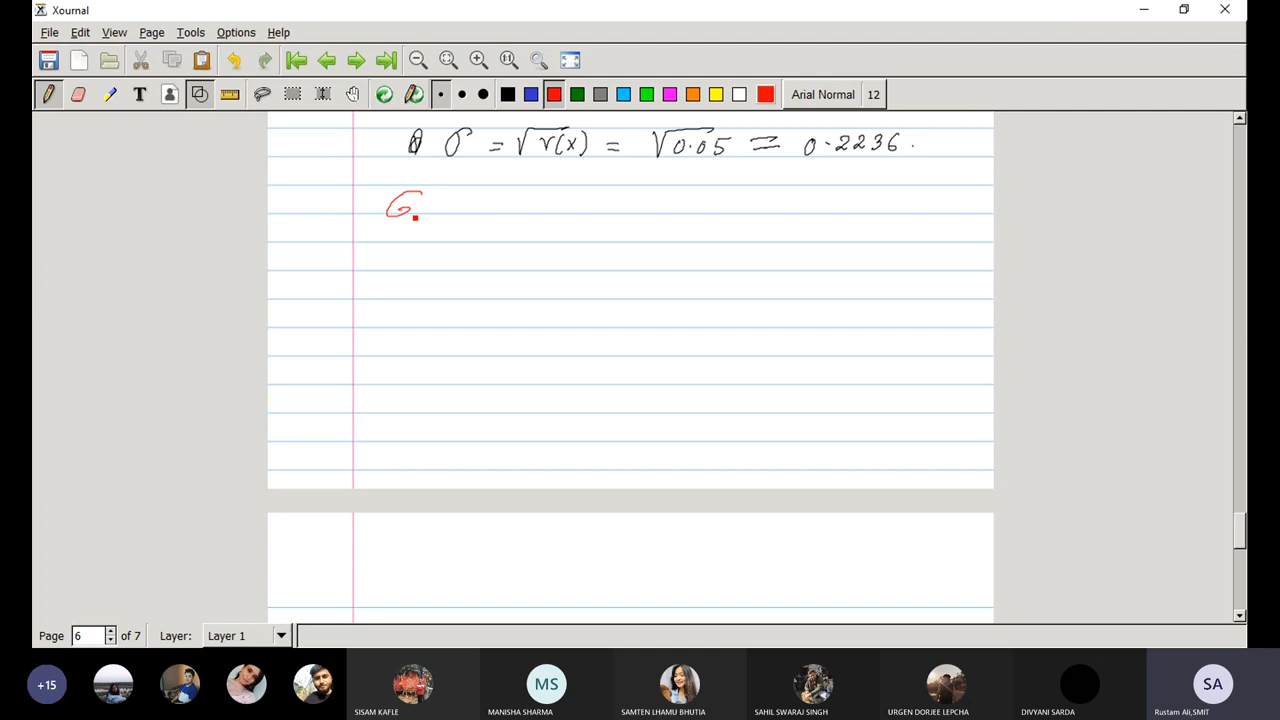 Xournal
File Edit View Page Tools Options Help
Arial Normal 12
σ = √V(X) = √0.05 ≃ 0.2236.
G
Page 6 of 7 Layer: Layer 1
+15 MS SA
SISAM KAFLE MANISHA SHARMA SAMTEN LHAMU BHUTIA SAHIL SWARAJ SINGH URGEN DORJEE LEPCHA DIVYANI SARDA Rustam Ali,SMIT